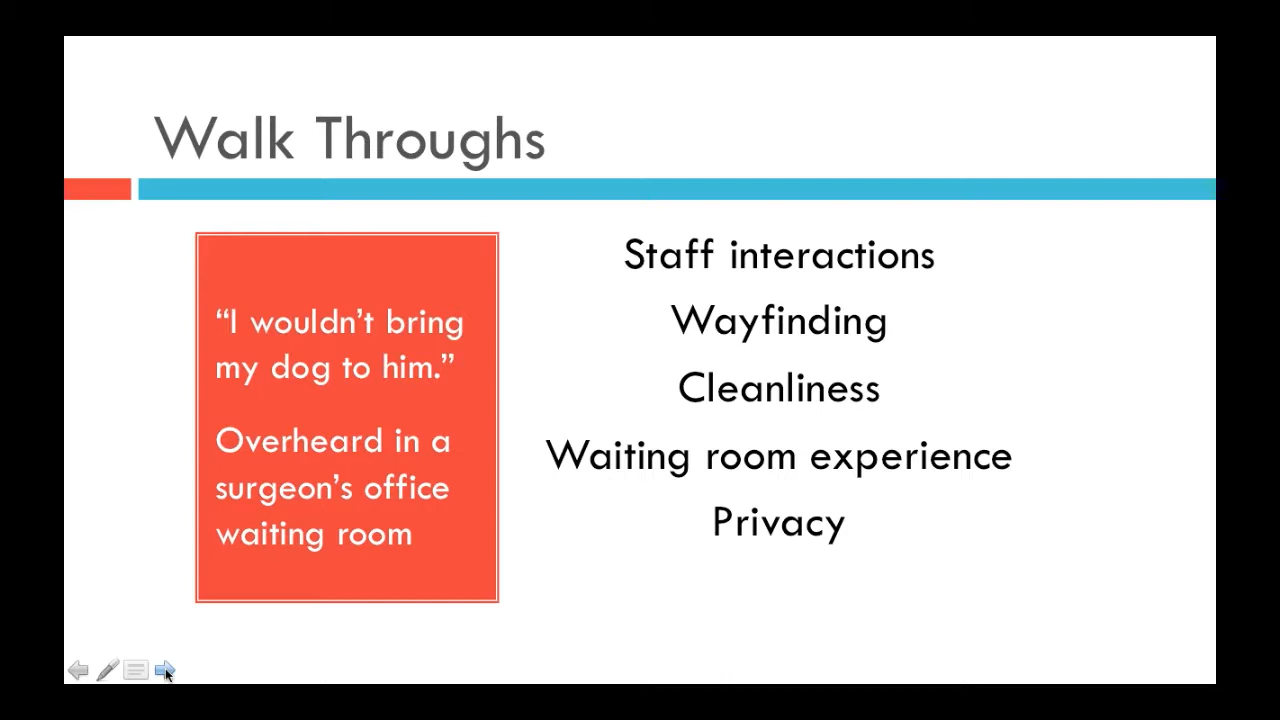 Walk Throughs
“I wouldn’t bring
my dog to him.”
Overheard in a
surgeon’s office
waiting room
Staff interactions
Wayfinding
Cleanliness
Waiting room experience
Privacy